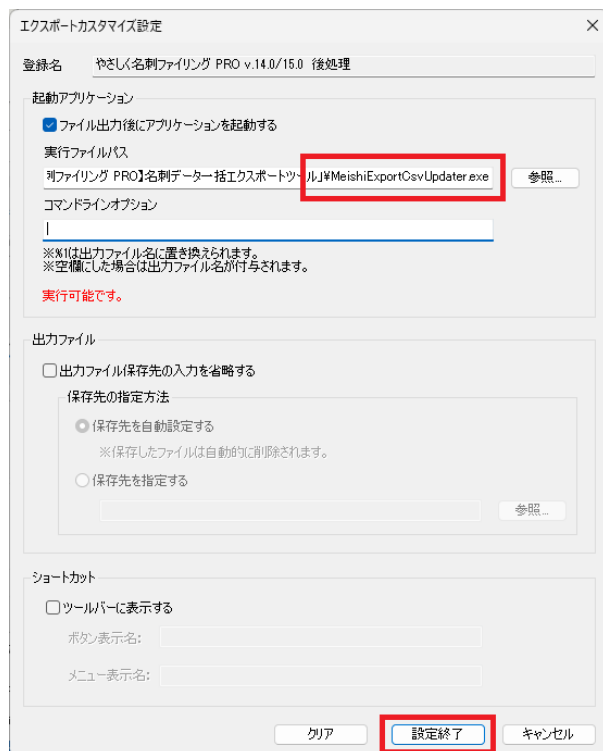 エクスポートカスタマイズ設定
登録名 やさしく名刺ファイリング PRO v.14.0/15.0 後処理
起動アプリケーション
ファイル出力後にアプリケーションを起動する
実行ファイルパス
刺ファイリング PRO】名刺データ一括エクスポートツール」¥MeishiExportCsvUpdater.exe 参照...
コマンドラインオプション
※%1は出力ファイル名に置き換えられます。
※空欄にした場合は出力ファイル名が付与されます。
実行可能です。
出力ファイル
出力ファイル保存先の入力を省略する
保存先の指定方法
保存先を自動設定する
※保存したファイルは自動的に削除されます。
保存先を指定する
参照...
ショートカット
ツールバーに表示する
ボタン表示名:
メニュー表示名:
クリア 設定終了 キャンセル